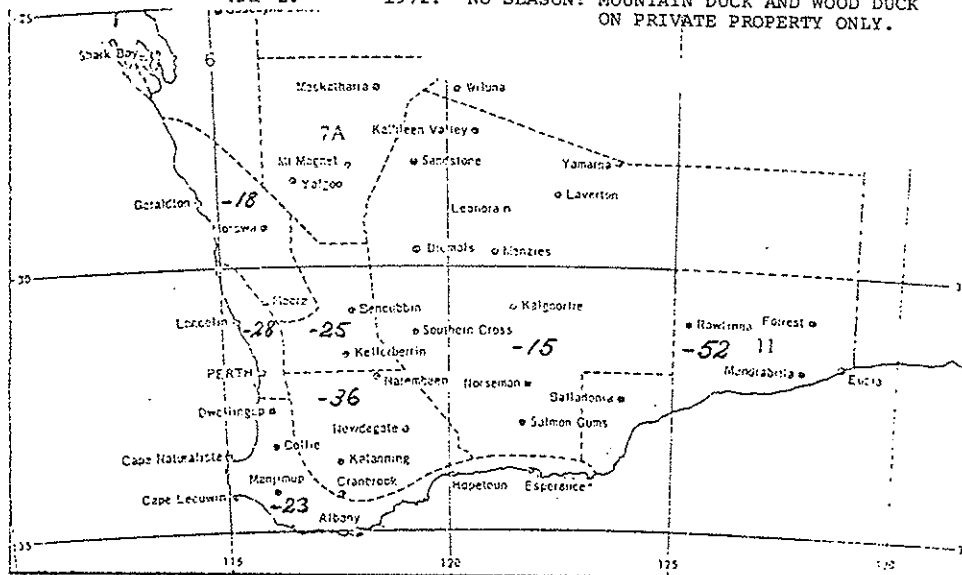 1972. NO SEASON: MOUNTAIN DUCK AND WOOD DUCK
ON PRIVATE PROPERTY ONLY.
25
Shark Bay
6
Meekatharra
Wiluna
7A
Kathleen Valley
Mt Magnet
Sandstone
Yamarna
Yalgoo
Laverton
Geraldton
-18
Leonora
Morawa
Diemals
Menzies
30
Moora
Bencubbin
Kalgoorlie
Lancelin
-28
-25
Southern Cross
Rawlinna
Forrest
-15
-52
11
Kellerberrin
PERTH
Narembeen
Norseman
Mundrabilla
Eucla
-36
Balladonia
Dwellingup
Newdegate
Salmon Gums
Collie
Cape Naturaliste
Katanning
Manjimup
Cranbrook
Hopetoun
Esperance
Cape Leeuwin
-23
Albany
35
115
120
125
130